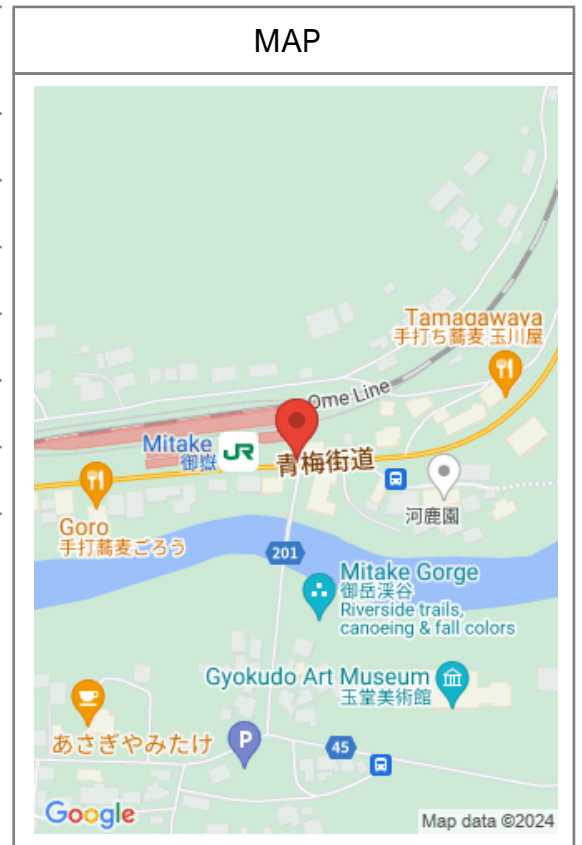 MAP
Tamagawaya
手打ち蕎麦 玉川屋
Ome Line
Mitake
御嶽
JR
青梅街道
Goro
手打蕎麦ごろう
河鹿園
201
Mitake Gorge
御岳渓谷
Riverside trails,
canoeing & fall colors
Gyokudo Art Museum
玉堂美術館
あさぎやみたけ
P
45
Google
Map data ©2024